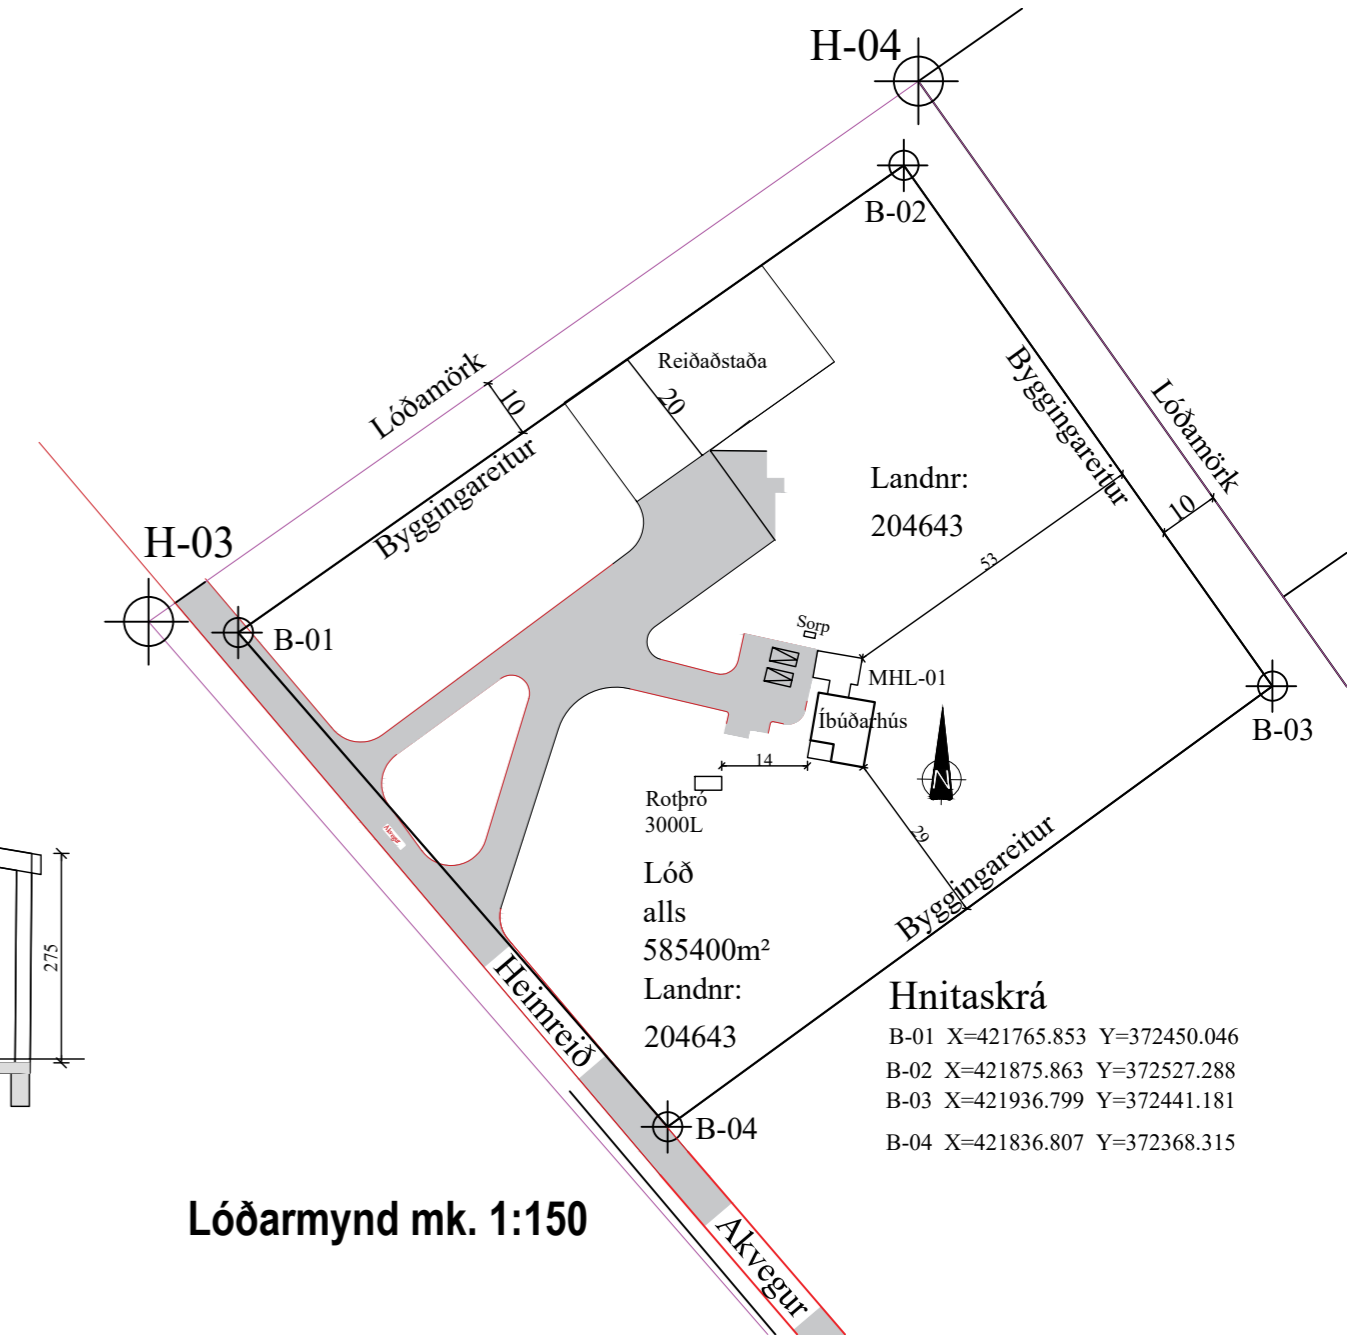 H-04
B-02
Reiðaðstaða
Lóðamörk
10
20
Byggingareitur
Byggingareitur
Lóðamörk
10
Landnr:
204643
H-03
B-01
53
Sorp
MHL-01
Íbúðarhús
B-03
14
N
Rotþró
3000L
29
Akvegur
Byggingareitur
Lóð
alls
585400m²
Landnr:
204643
275
Heimreið
Hnitaskrá
B-01 X=421765.853 Y=372450.046
B-02 X=421875.863 Y=372527.288
B-03 X=421936.799 Y=372441.181
B-04 X=421836.807 Y=372368.315
B-04
Lóðarmynd mk. 1:150
Akvegur